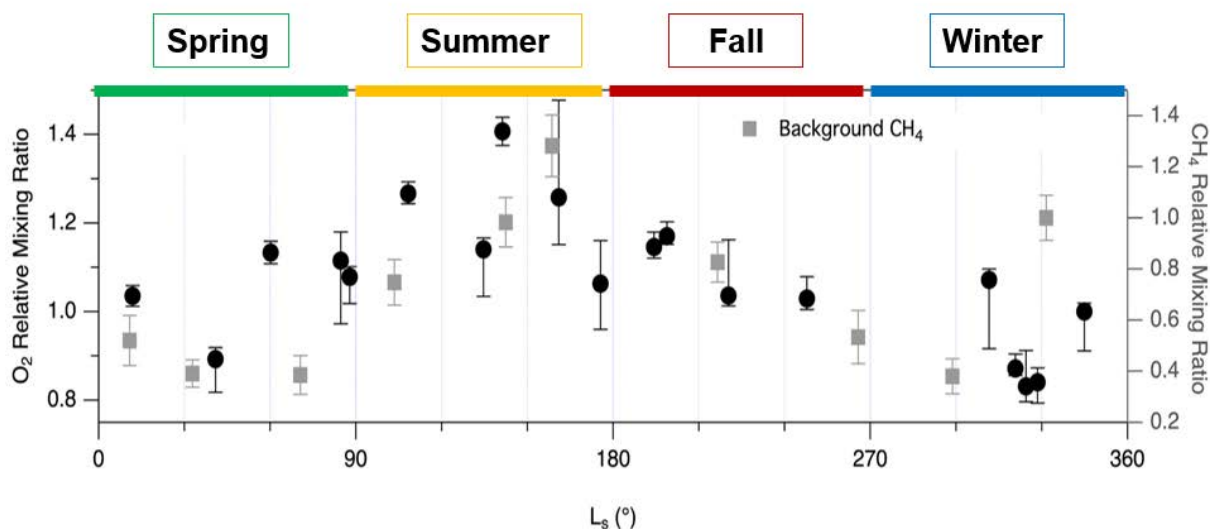 Spring Summer Fall Winter
1.4
1.2
1.0
0.8
O₂ Relative Mixing Ratio
Background CH₄
1.4
1.2
1.0
0.8
0.6
0.4
0.2
CH₄ Relative Mixing Ratio
0 90 180 270 360
Lₛ (°)